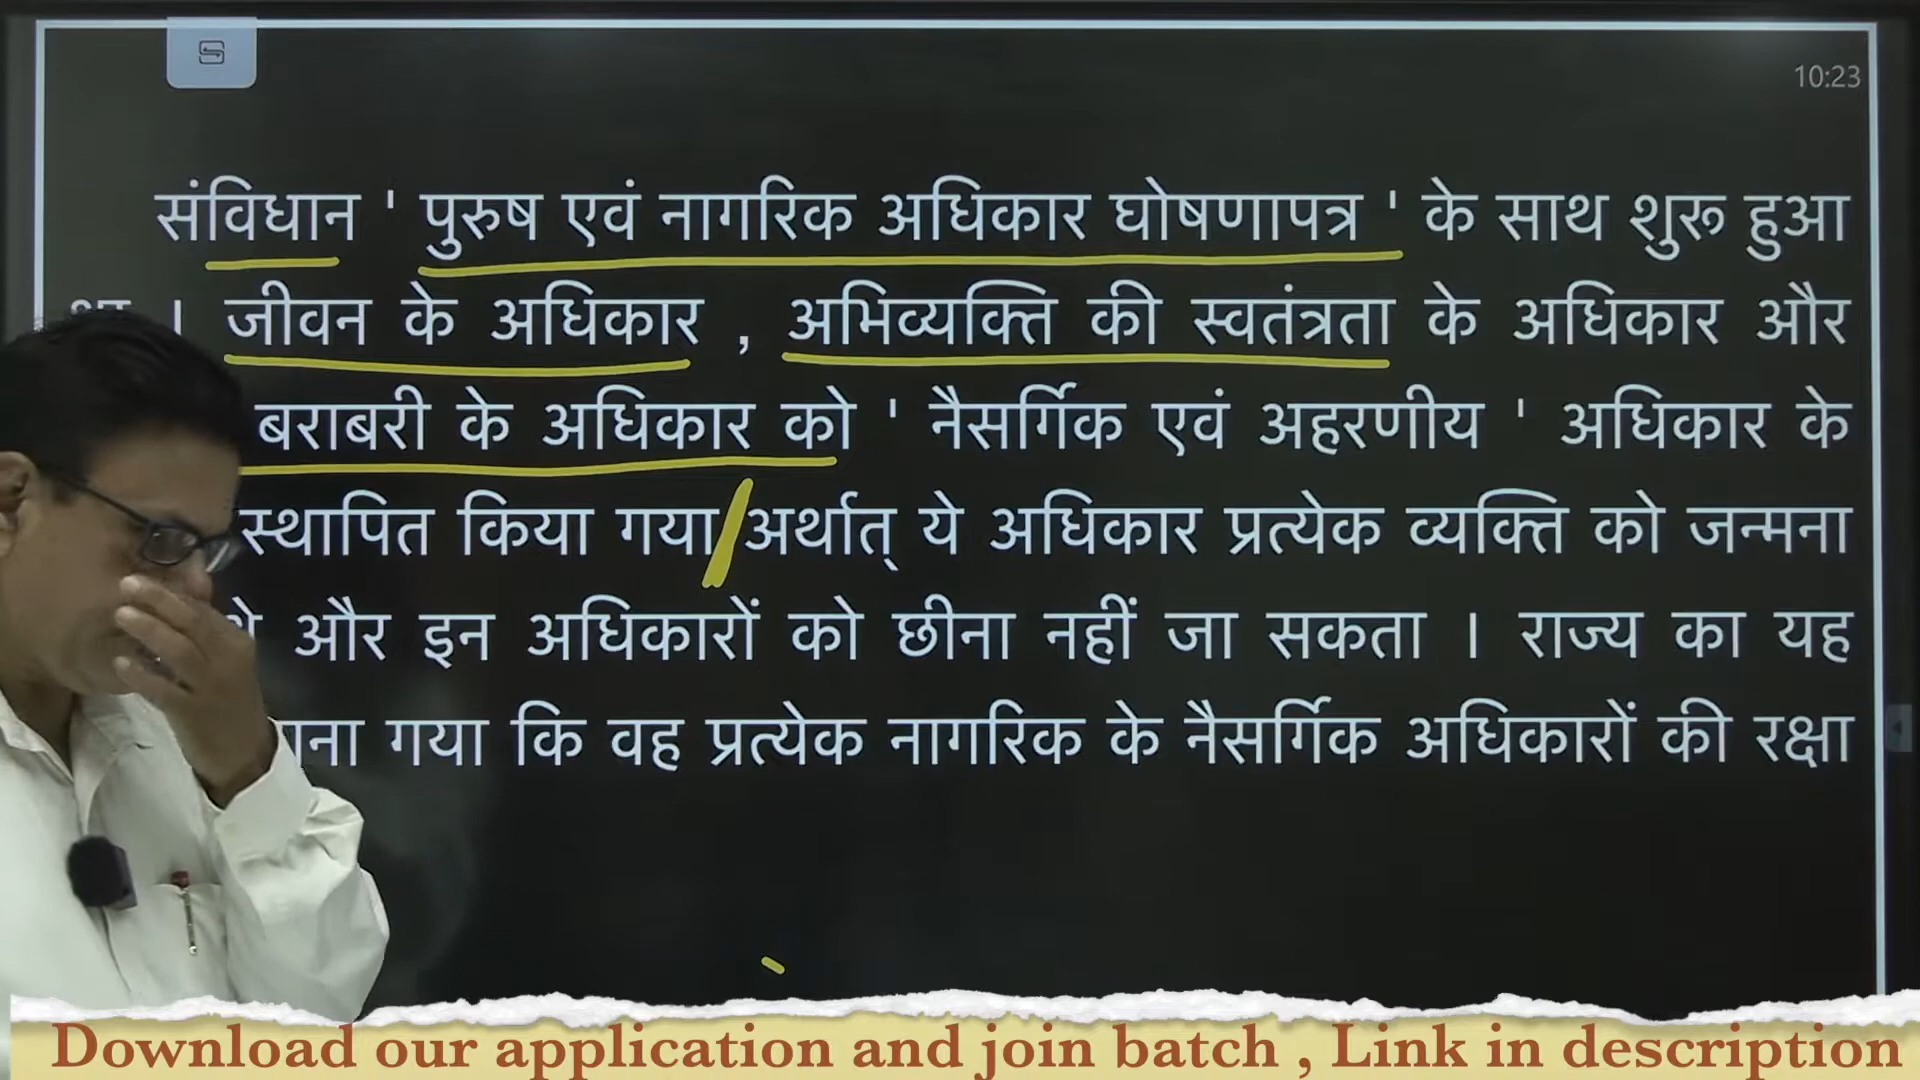 10:23
संविधान ' पुरुष एवं नागरिक अधिकार घोषणापत्र ' के साथ शुरू हुआ
। जीवन के अधिकार , अभिव्यक्ति की स्वतंत्रता के अधिकार और
बराबरी के अधिकार को ' नैसर्गिक एवं अहरणीय ' अधिकार के
स्थापित किया गया अर्थात् ये अधिकार प्रत्येक व्यक्ति को जन्मना
और इन अधिकारों को छीना नहीं जा सकता । राज्य का यह
गया कि वह प्रत्येक नागरिक के नैसर्गिक अधिकारों की रक्षा
Download our application and join batch , Link in description